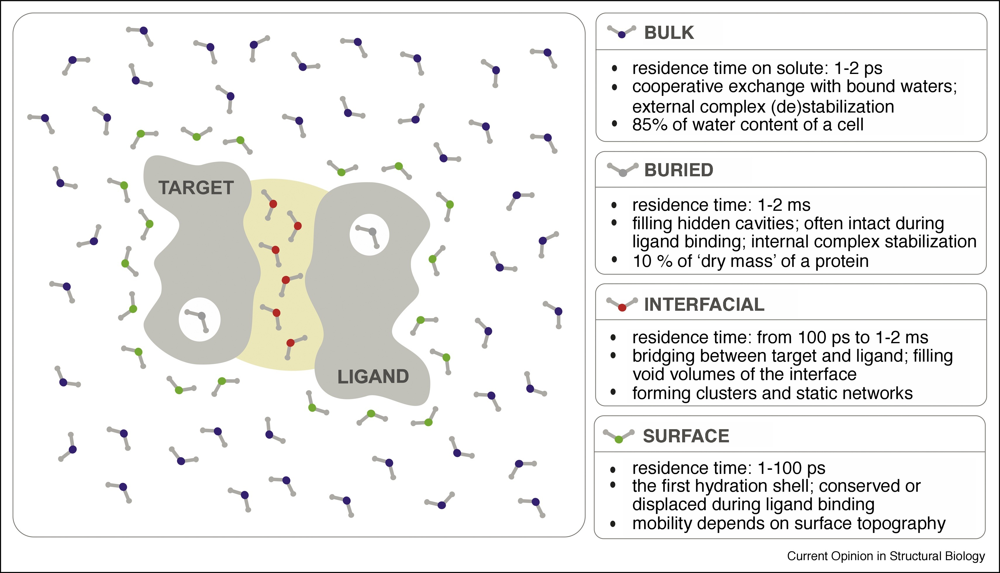 TARGET
LIGAND
BULK
• residence time on solute: 1-2 ps
• cooperative exchange with bound waters;
external complex (de)stabilization
• 85% of water content of a cell
BURIED
• residence time: 1-2 ms
• filling hidden cavities; often intact during
ligand binding; internal complex stabilization
• 10 % of ‘dry mass’ of a protein
INTERFACIAL
• residence time: from 100 ps to 1-2 ms
• bridging between target and ligand; filling
void volumes of the interface
• forming clusters and static networks
SURFACE
• residence time: 1-100 ps
• the first hydration shell; conserved or
displaced during ligand binding
• mobility depends on surface topography
Current Opinion in Structural Biology